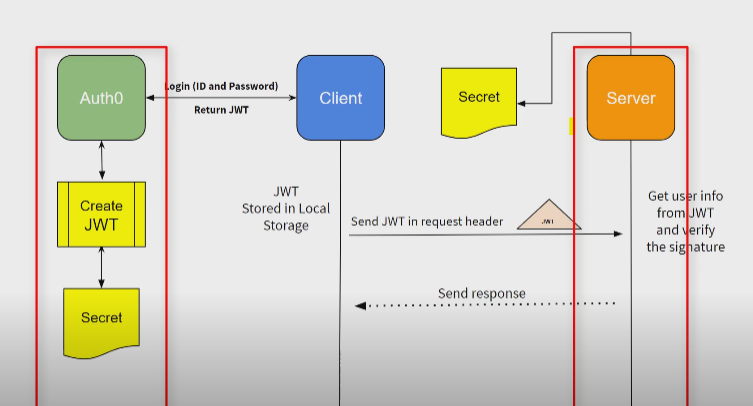 Auth0
Login (ID and Password)
Return JWT
Client
Secret
Server
Create
JWT
JWT
Stored in Local
Storage
Send JWT in request header
JWT
Get user info
from JWT
and verify
the signature
Send response
Secret